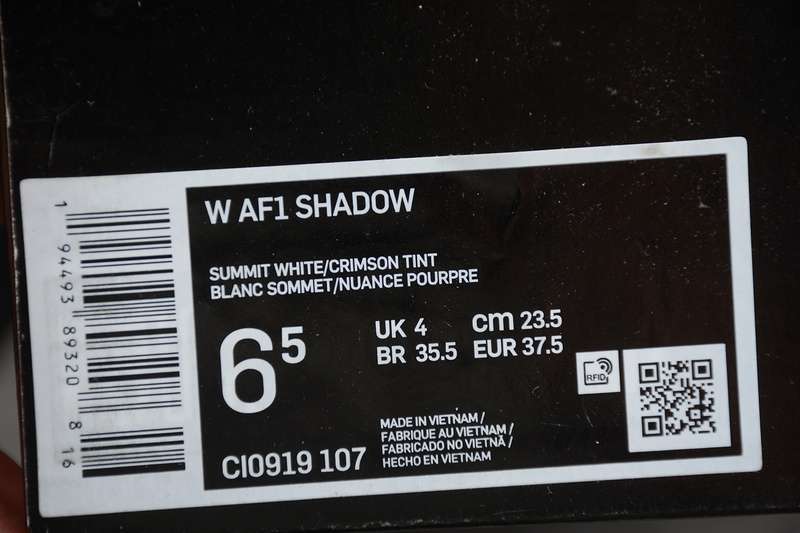 W AF1 SHADOW
SUMMIT WHITE/CRIMSON TINT
BLANC SOMMET/NUANCE POURPRE
6 5
UK 4 cm 23.5
BR 35.5 EUR 37.5
RFID
MADE IN VIETNAM /
FABRIQUE AU VIETNAM /
FABRICADO NO VIETNÃ /
HECHO EN VIETNAM
CI0919 107
1 94493 89320 8 16